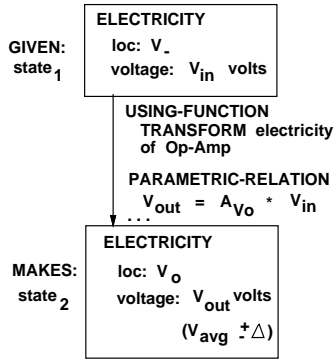 ELECTRICITY
GIVEN:
state1
loc: V-
voltage: Vin volts
USING-FUNCTION
TRANSFORM electricity
of Op-Amp
PARAMETRIC-RELATION
Vout = AVo * Vin
...
ELECTRICITY
MAKES:
state2
loc: Vo
voltage: Vout volts
(Vavg ± Δ)